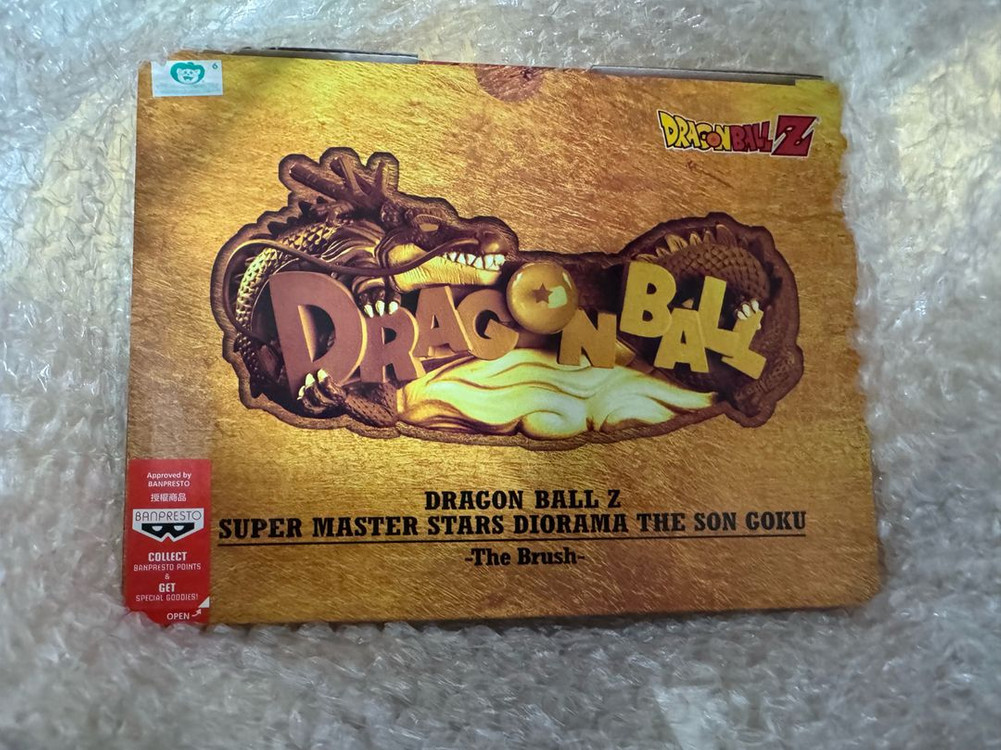 6
DRAGON BALL Z
DRAGON BALL
DRAGON BALL Z
SUPER MASTER STARS DIORAMA THE SON GOKU
-The Brush-
Approved by
BANPRESTO
授權商品
BANPRESTO
COLLECT
BANPRESTO POINTS
&
GET
SPECIAL GOODIES!
OPEN